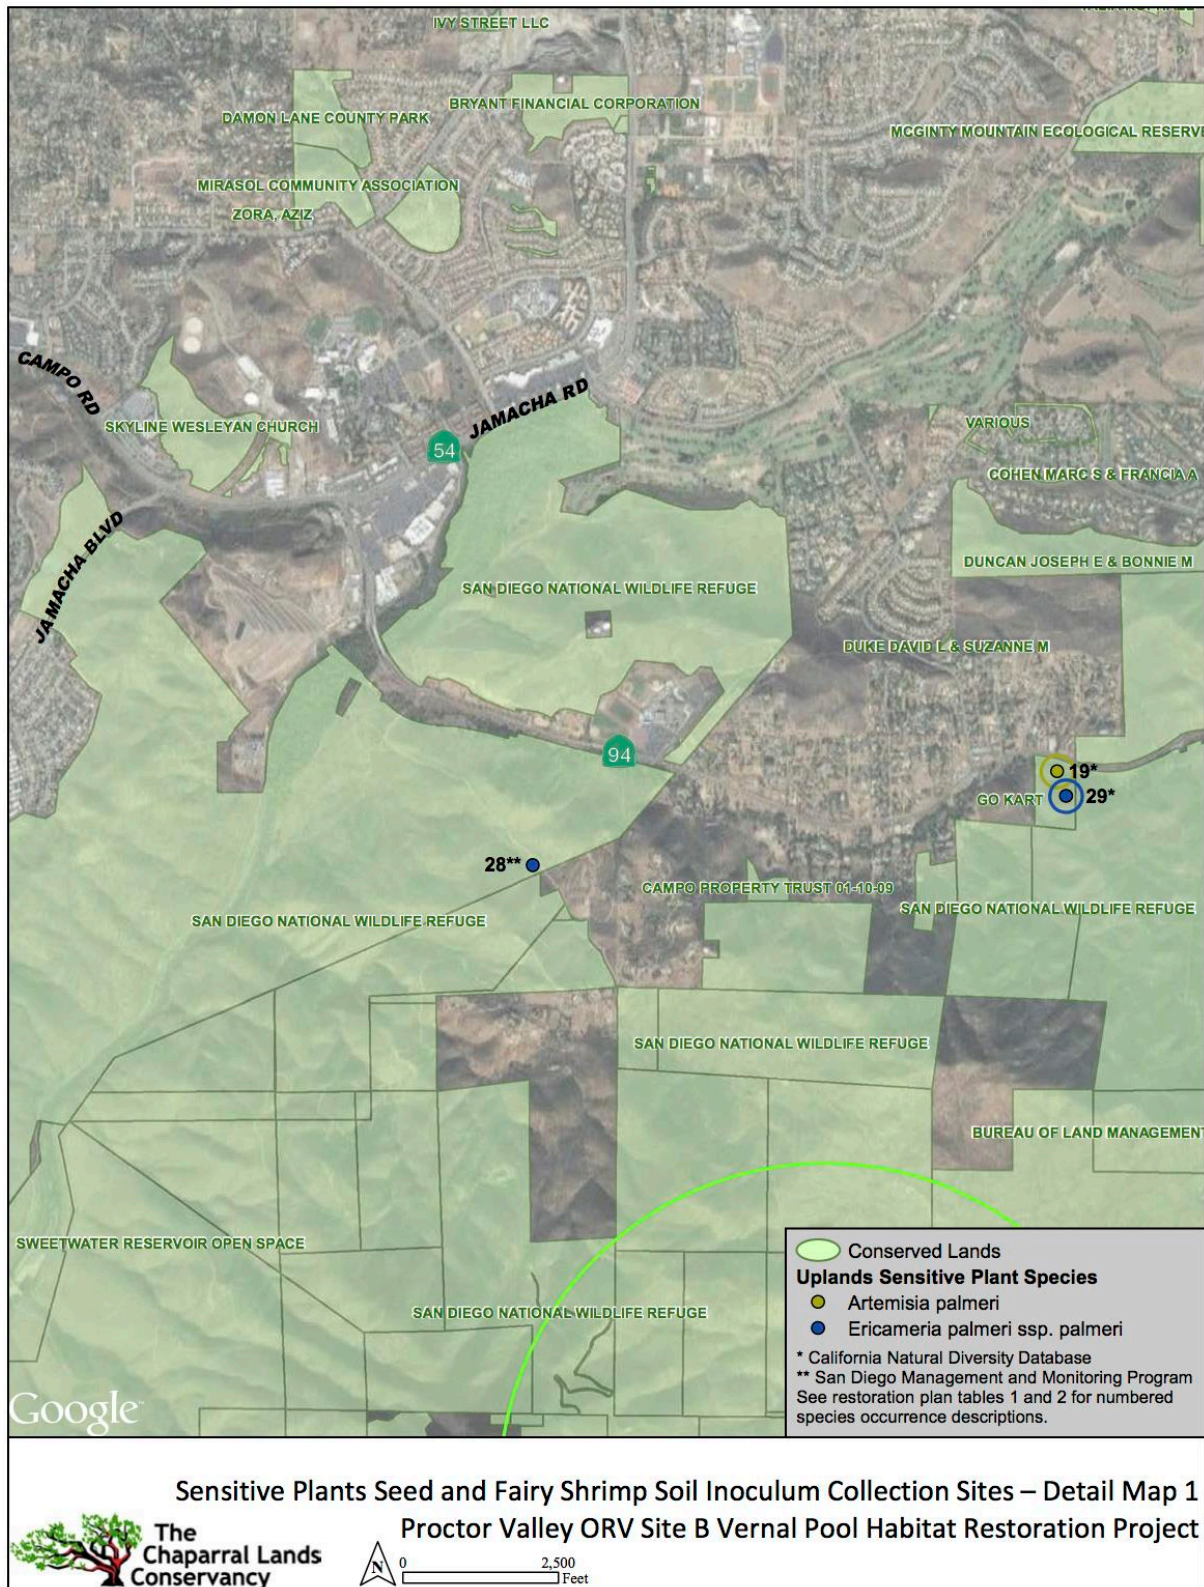 IVY STREET LLC
BRYANT FINANCIAL CORPORATION
DAMON LANE COUNTY PARK
MCGINTY MOUNTAIN ECOLOGICAL RESERVE
MIRASOL COMMUNITY ASSOCIATION
ZORA, AZIZ
CAMPO RD
JAMACHA RD
SKYLINE WESLEYAN CHURCH
VARIOUS
54
COHEN MARC S & FRANCIA A
JAMACHA BLVD
DUNCAN JOSEPH E & BONNIE M
SAN DIEGO NATIONAL WILDLIFE REFUGE
DUKE DAVID L & SUZANNE M
94
19*
GO KART
29*
28**
CAMPO PROPERTY TRUST 01-10-09
SAN DIEGO NATIONAL WILDLIFE REFUGE
SAN DIEGO NATIONAL WILDLIFE REFUGE
SAN DIEGO NATIONAL WILDLIFE REFUGE
BUREAU OF LAND MANAGEMENT
SWEETWATER RESERVOIR OPEN SPACE
SAN DIEGO NATIONAL WILDLIFE REFUGE
Conserved Lands
Uplands Sensitive Plant Species
Artemisia palmeri
Ericameria palmeri ssp. palmeri
* California Natural Diversity Database
** San Diego Management and Monitoring Program
See restoration plan tables 1 and 2 for numbered
species occurrence descriptions.
Google
Sensitive Plants Seed and Fairy Shrimp Soil Inoculum Collection Sites – Detail Map 1
Proctor Valley ORV Site B Vernal Pool Habitat Restoration Project
The
Chaparral Lands
Conservancy
N
0 2,500
Feet